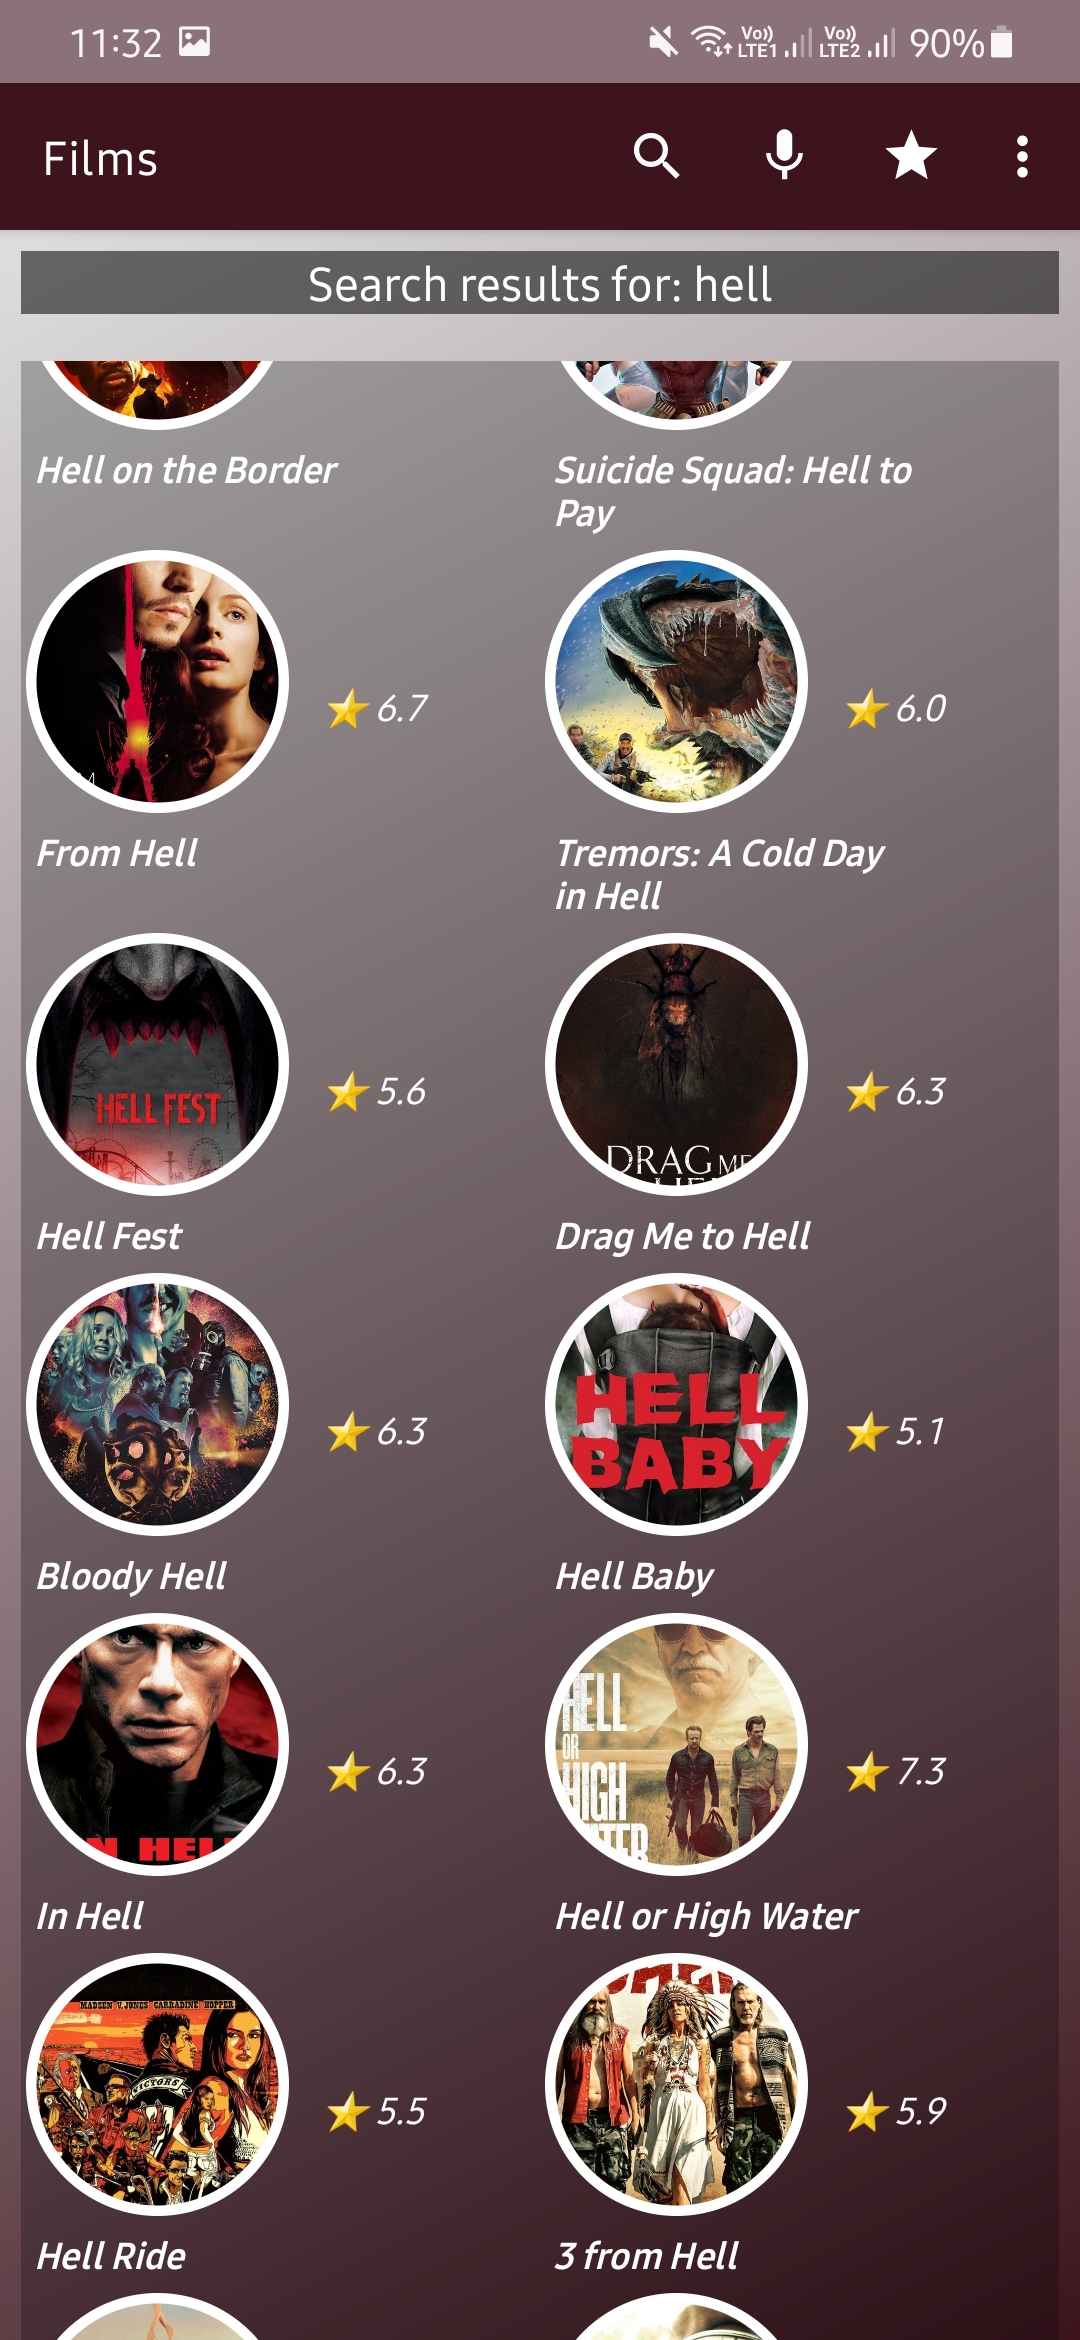 11:32
Vo)) LTE1 Vo)) LTE2 90%
Films
Search results for: hell
Hell on the Border
Suicide Squad: Hell to
Pay
6.7
6.0
From Hell
Tremors: A Cold Day
in Hell
HELL FEST
5.6
DRAG ME
6.3
Hell Fest
Drag Me to Hell
6.3
HELL
BABY
5.1
Bloody Hell
Hell Baby
6.3
HELL
OR
HIGH
7.3
In Hell
Hell or High Water
MADSEN V.JONES CARRADINE HOPPER
VICTORS
5.5
5.9
Hell Ride
3 from Hell